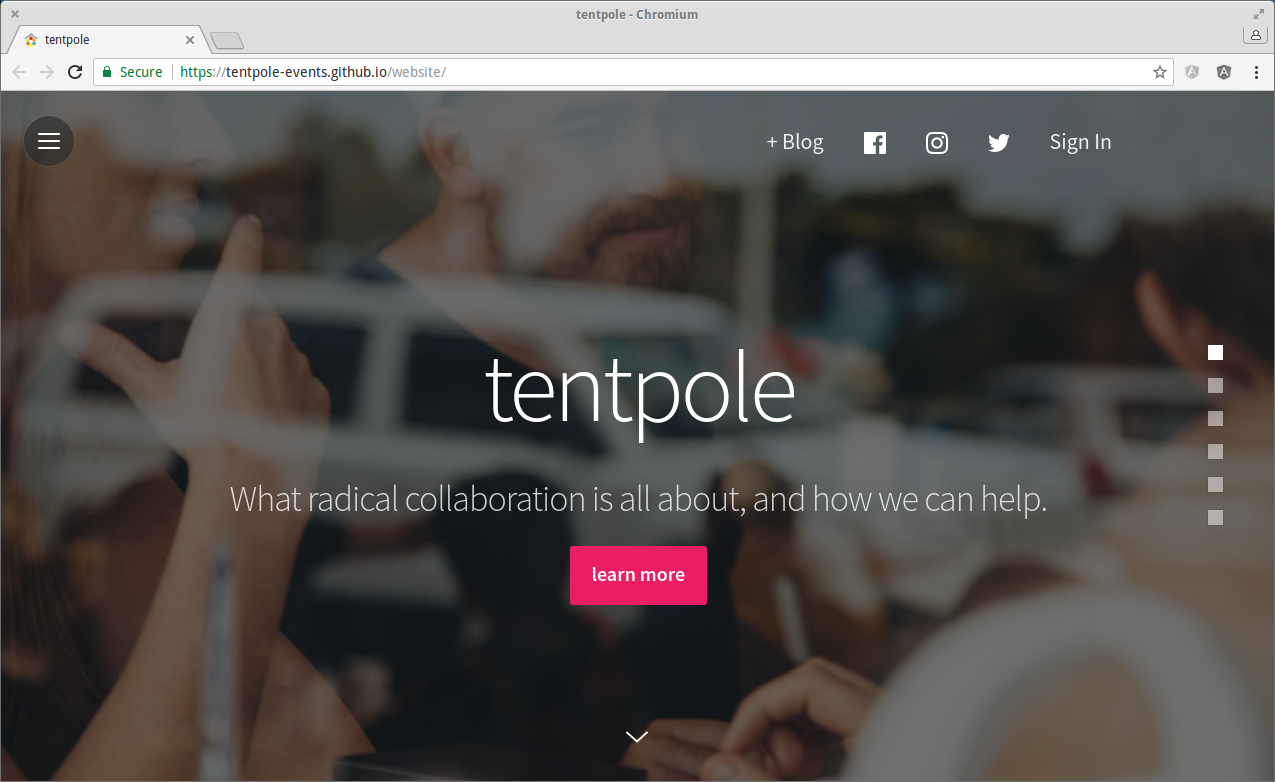 tentpole - Chromium
tentpole
Secure https://tentpole-events.github.io/website/
+ Blog Sign In
tentpole
What radical collaboration is all about, and how we can help.
learn more